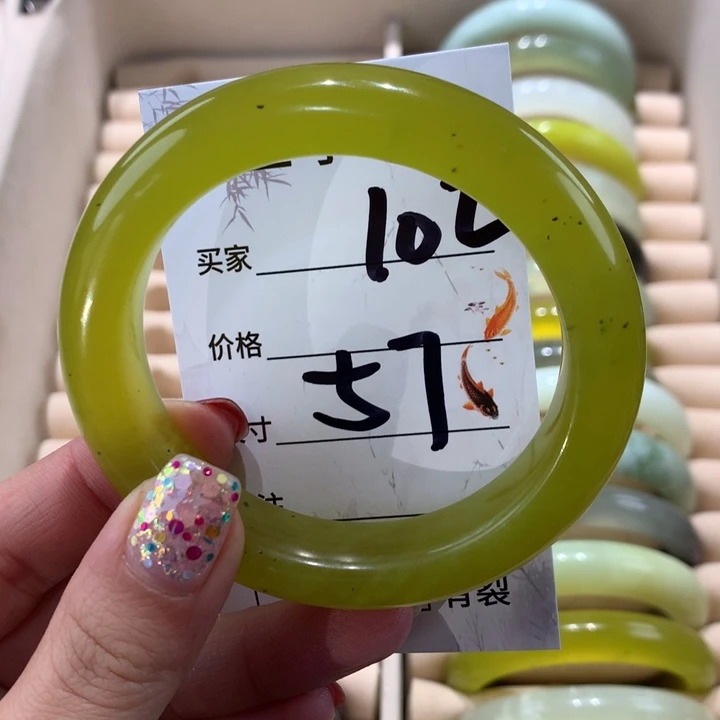 买家 102
价格
寸 57
有裂